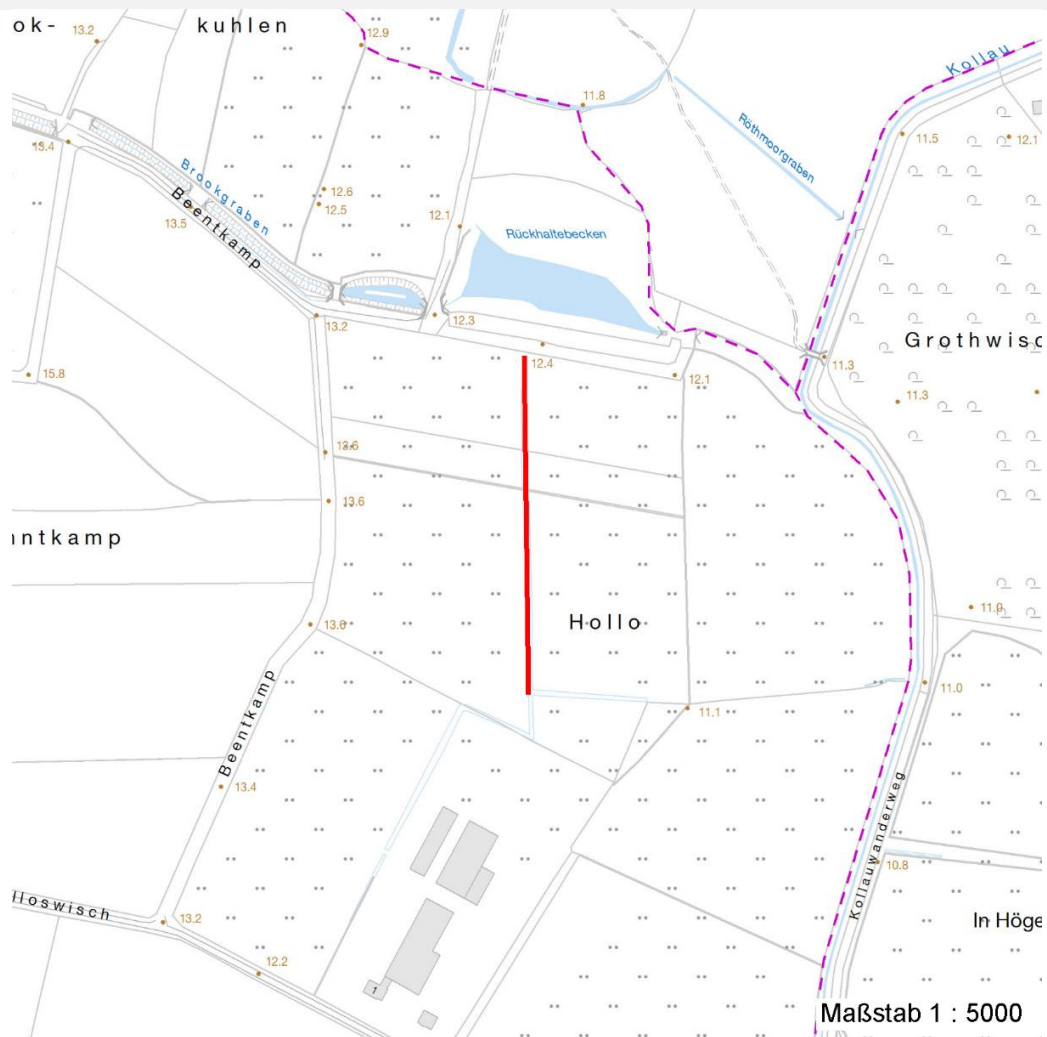 ok-
kuhlen
13.2
12.9
Kollau
11.8
13.4
Röthmoorgraben
11.5
12.1
Brookgraben
12.6
12.5
Beentkamp
13.5
12.1
Rückhaltebecken
13.2
12.3
12.4
Grothwisc
11.3
15.8
12.1
11.3
13.6
13.6
ntkamp
Hollo
13.0
11.0
11.0
11.1
Beentkamp
13.4
Kollauwanderweg
10.8
lloswisch
13.2
In Höge
12.2
1
Maßstab 1 : 5000